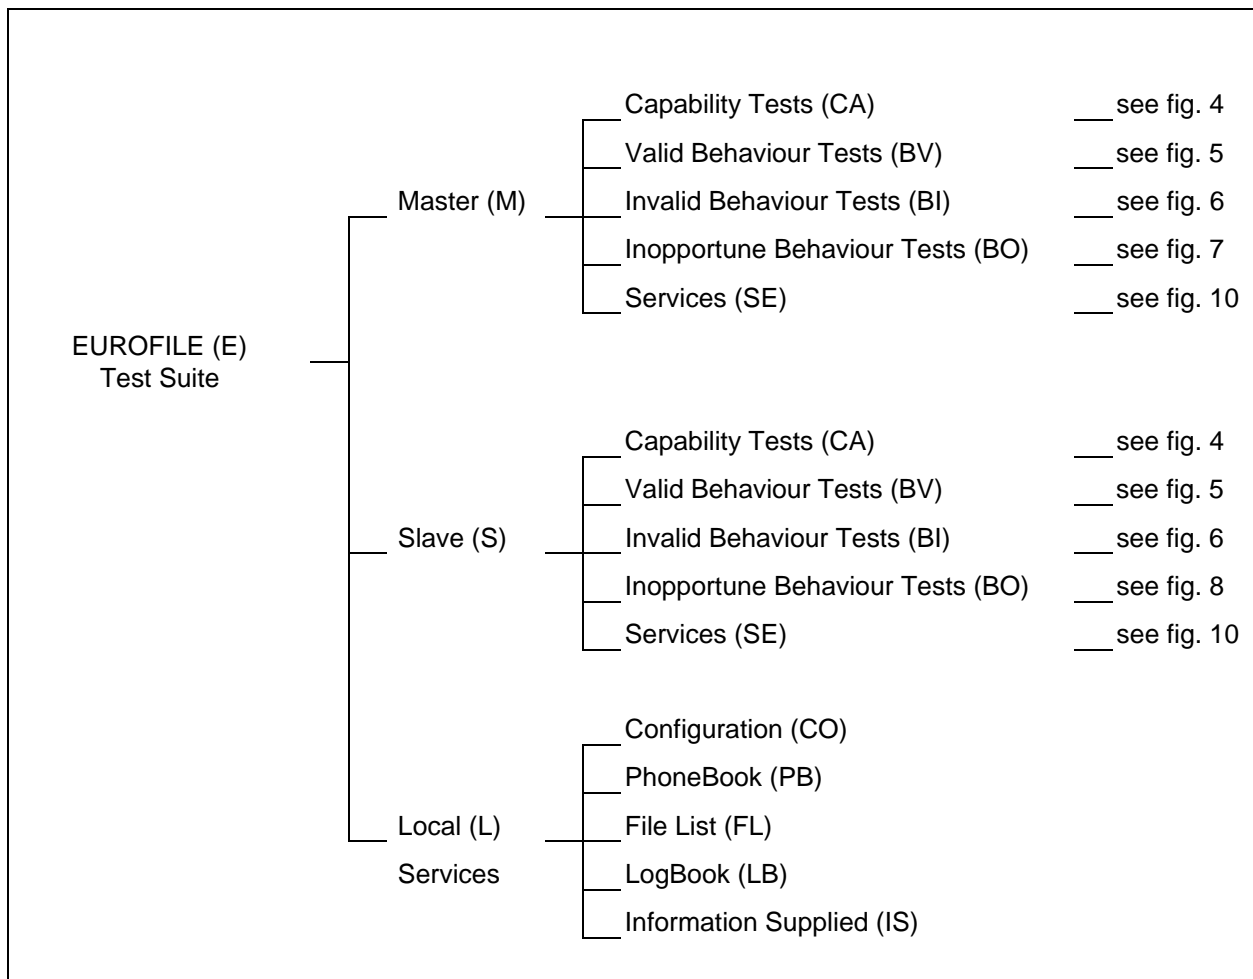 Capability Tests (CA) see fig. 4
Valid Behaviour Tests (BV) see fig. 5
Master (M) Invalid Behaviour Tests (BI) see fig. 6
Inopportune Behaviour Tests (BO) see fig. 7
Services (SE) see fig. 10
EUROFILE (E)
Test Suite
Capability Tests (CA) see fig. 4
Valid Behaviour Tests (BV) see fig. 5
Slave (S) Invalid Behaviour Tests (BI) see fig. 6
Inopportune Behaviour Tests (BO) see fig. 8
Services (SE) see fig. 10
Configuration (CO)
PhoneBook (PB)
Local (L) File List (FL)
Services LogBook (LB)
Information Supplied (IS)